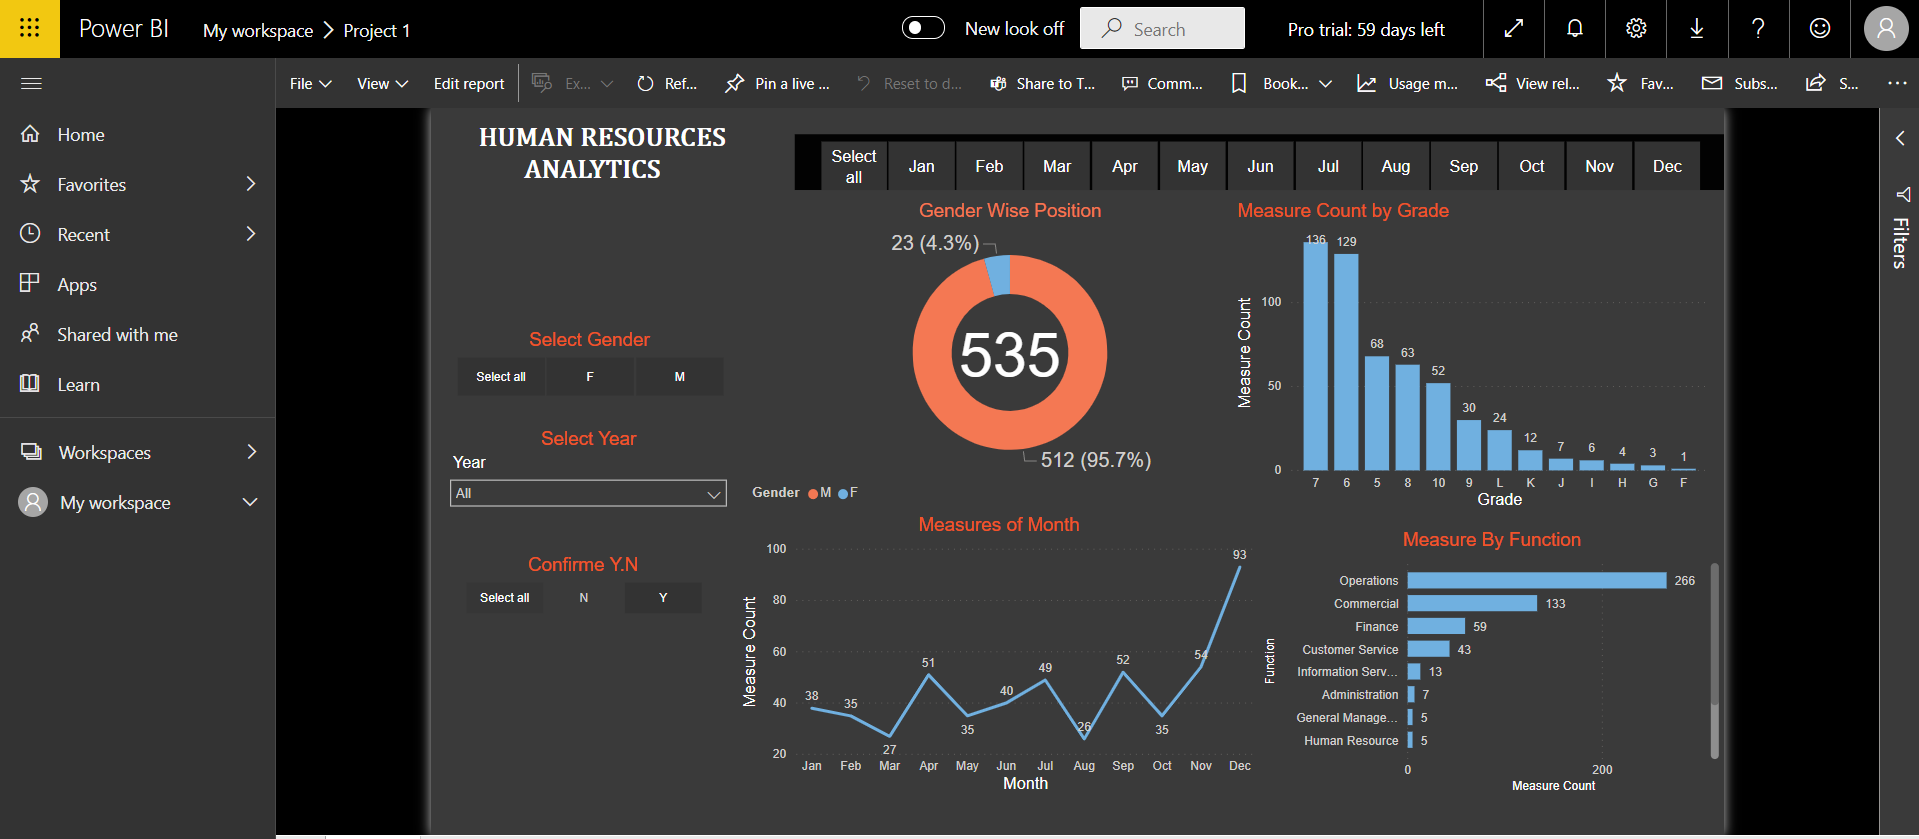 Power BI
My workspace > Project 1
New look off
Search
Pro trial: 59 days left
File
View
Edit report
Ex...
Ref...
Pin a live ...
Reset to d...
Share to T...
Comm...
Book...
Usage m...
View rel...
Fav...
Subs...
S...
Home
Favorites
Recent
Apps
Shared with me
Learn
Workspaces
My workspace
HUMAN RESOURCES
ANALYTICS
Select all
Jan
Feb
Mar
Apr
May
Jun
Jul
Aug
Sep
Oct
Nov
Dec
Filters
Select Gender
Select all
F
M
Select Year
Year
All
Confirme Y.N
Select all
N
Y
Gender Wise Position
23 (4.3%)
535
512 (95.7%)
Gender M F
Measure Count by Grade
Measure Count
100
50
0
136
129
68
63
52
30
24
12
7
6
4
3
1
7 6 5 8 10 9 L K J I H G F
Grade
Measures of Month
Measure Count
100
80
60
40
20
38
35
27
51
35
40
49
26
52
35
54
93
Jan Feb Mar Apr May Jun Jul Aug Sep Oct Nov Dec
Month
Measure By Function
Function
Operations 266
Commercial 133
Finance 59
Customer Service 43
Information Serv... 13
Administration 7
General Manage... 5
Human Resource 5
0 200
Measure Count